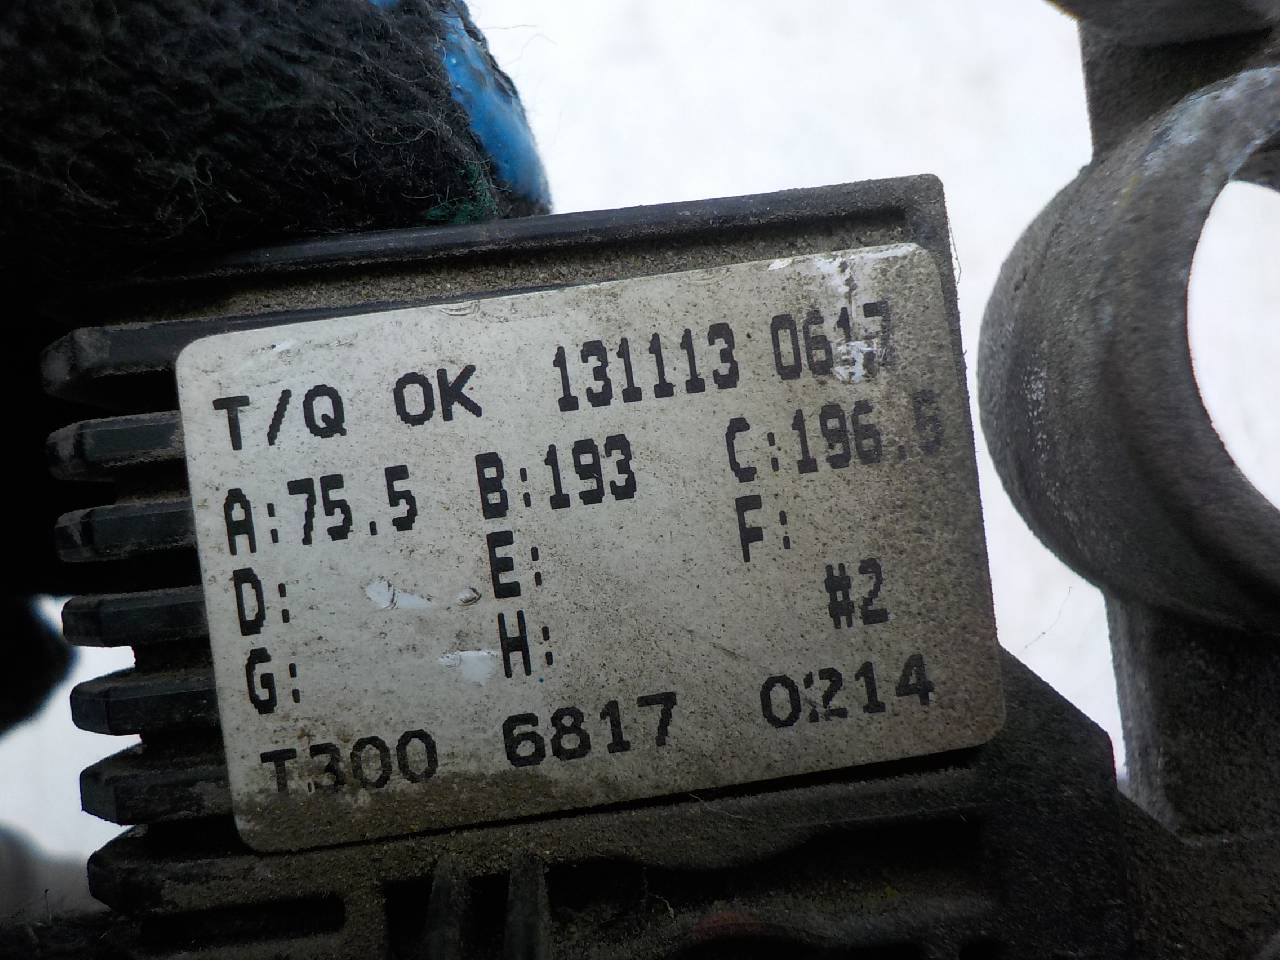 T/Q OK 131113 0617
A:75.5 B:193 C:196.5
D: E: F:
G: H: #2
T300 6817 0214